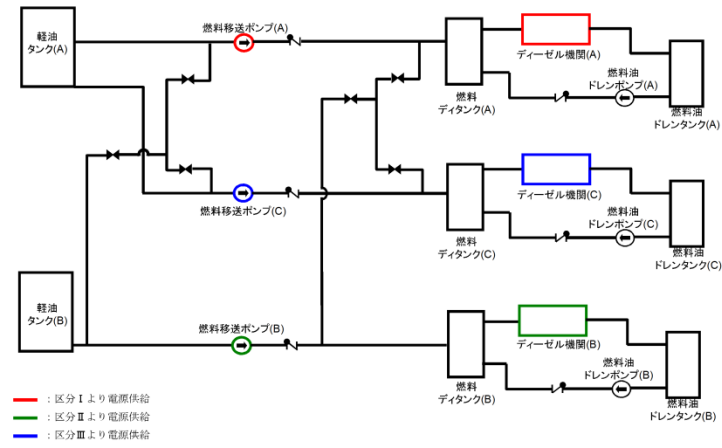 軽油
タンク(A)
燃料移送ポンプ(A)
ディーゼル機関(A)
燃料油
ドレンポンプ(A)
燃料
ディタンク(A)
燃料油
ドレンタンク(A)
燃料移送ポンプ(C)
ディーゼル機関(C)
燃料油
ドレンポンプ(C)
燃料
ディタンク(C)
燃料油
ドレンタンク(C)
軽油
タンク(B)
燃料移送ポンプ(B)
ディーゼル機関(B)
燃料油
ドレンポンプ(B)
燃料
ディタンク(B)
燃料油
ドレンタンク(B)
：区分Ⅰより電源供給
：区分Ⅱより電源供給
：区分Ⅲより電源供給